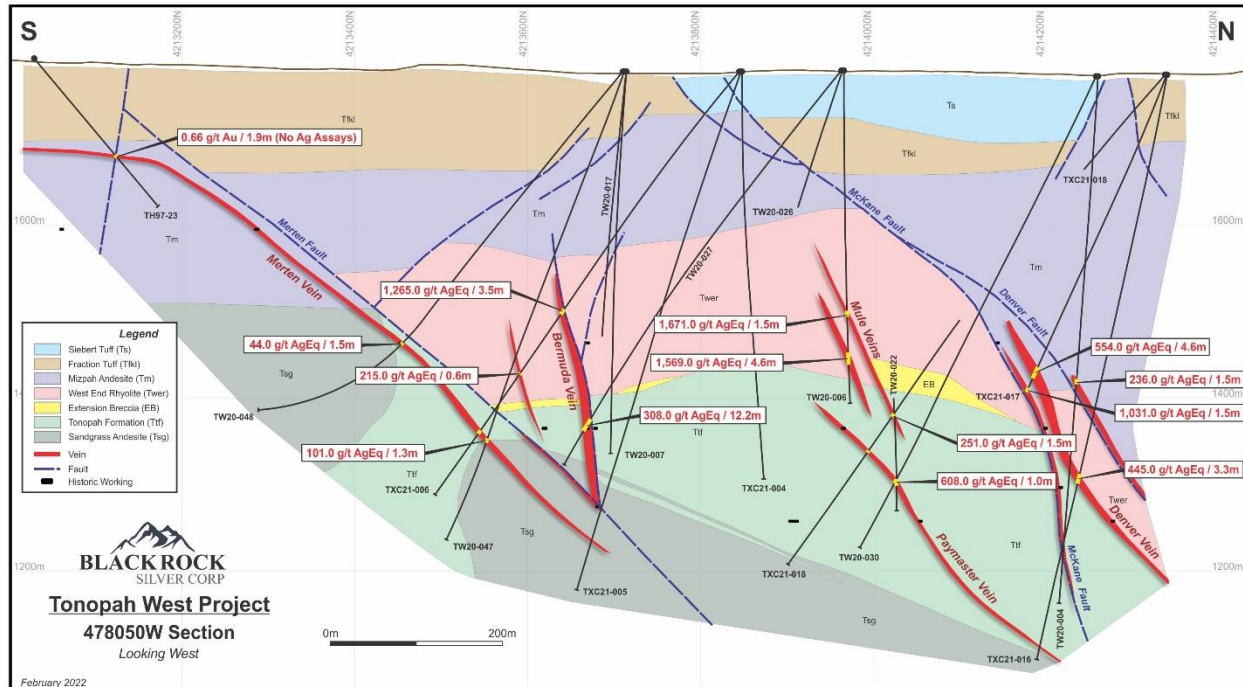 S
N
4213200N
4213400N
4213600N
4213800N
4214000N
4214200N
4214400N
Tfkl
Ts
Tfkl
Tfkl
0.66 g/t Au / 1.9m (No Ag Assays)
TH97-23
TW20-017
TW20-026
TXC21-018
1600m
1600m
Tm
Tm
Tm
Merten Fault
Merten Vein
McKane Fault
TW20-027
Twer
1,265.0 g/t AgEq / 3.5m
1,671.0 g/t AgEq / 1.5m
Mule Veins
Denver Fault
Bermuda Vein
44.0 g/t AgEq / 1.5m
1,569.0 g/t AgEq / 4.6m
TW20-022
554.0 g/t AgEq / 4.6m
Tsg
215.0 g/t AgEq / 0.6m
EB
236.0 g/t AgEq / 1.5m
TXC21-017
TW20-006
1,031.0 g/t AgEq / 1.5m
1400m
TW20-048
308.0 g/t AgEq / 12.2m
Ttf
251.0 g/t AgEq / 1.5m
101.0 g/t AgEq / 1.3m
TW20-007
Ttf
TXC21-006
TXC21-004
608.0 g/t AgEq / 1.0m
445.0 g/t AgEq / 3.3m
Twer
Denver Vein
Tsg
TW20-047
Ttf
TW20-030
Paymaster Vein
McKane Fault
TXC21-018
1200m
1200m
TXC21-005
TW20-004
Tsg
TXC21-016
Legend
Siebert Tuff (Ts)
Fraction Tuff (Tfkl)
Mizpah Andesite (Tm)
West End Rhyolite (Twer)
Extension Breccia (EB)
Tonopah Formation (Ttf)
Sandgrass Andesite (Tsg)
Vein
Fault
Historic Working
BLACKROCK
SILVER CORP
Tonopah West Project
478050W Section
Looking West
0m
200m
February 2022